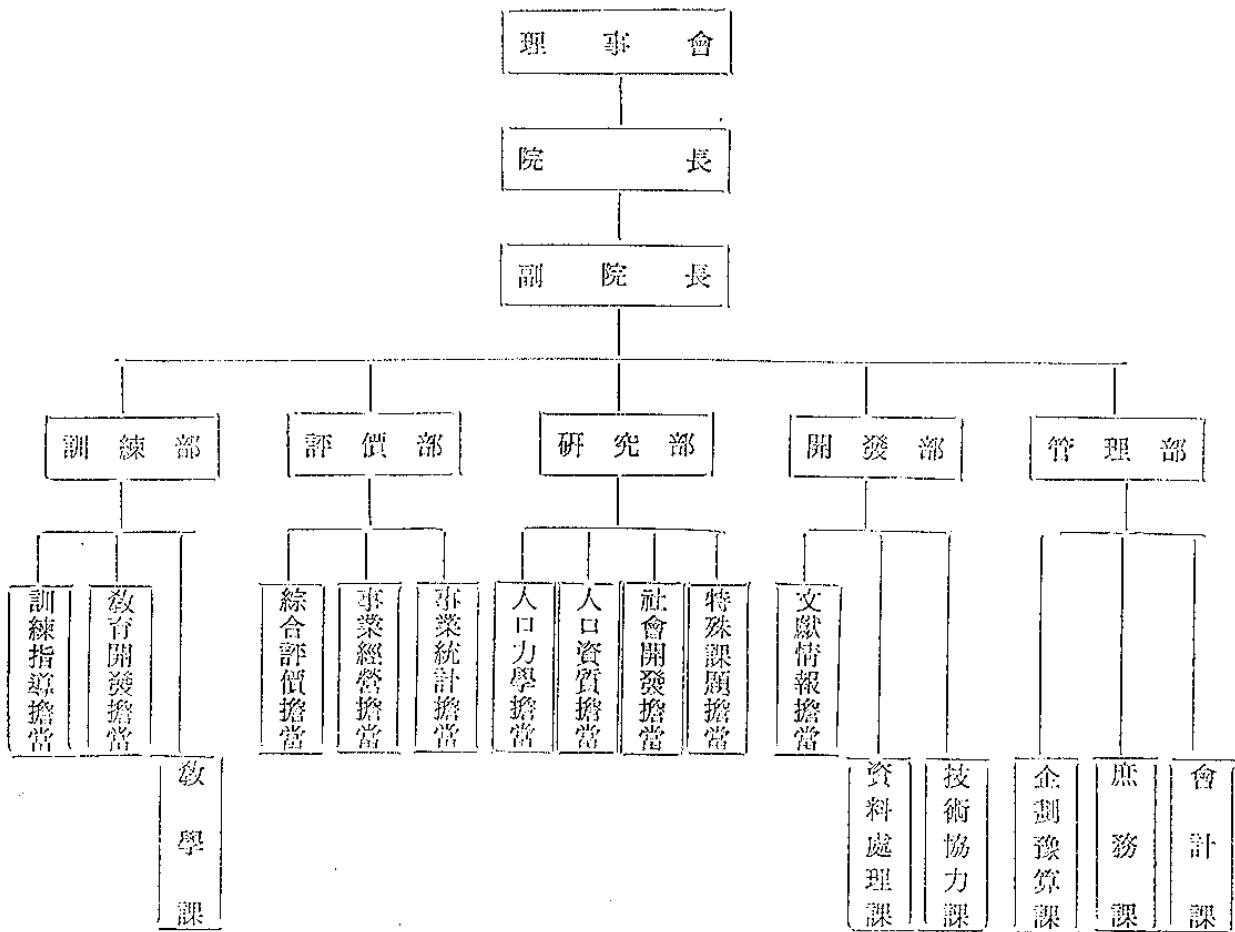 理事會
院長
副院長
訓練部
評價部
研究部
開發部
管理部
訓練指導擔當
敎育開發擔當
敎學課
綜合評價擔當
事業經營擔當
事業統計擔當
人口力學擔當
人口資質擔當
社會開發擔當
特殊課題擔當
文獻情報擔當
資料處理課
技術協力課
企劃豫算課
庶務課
會計課